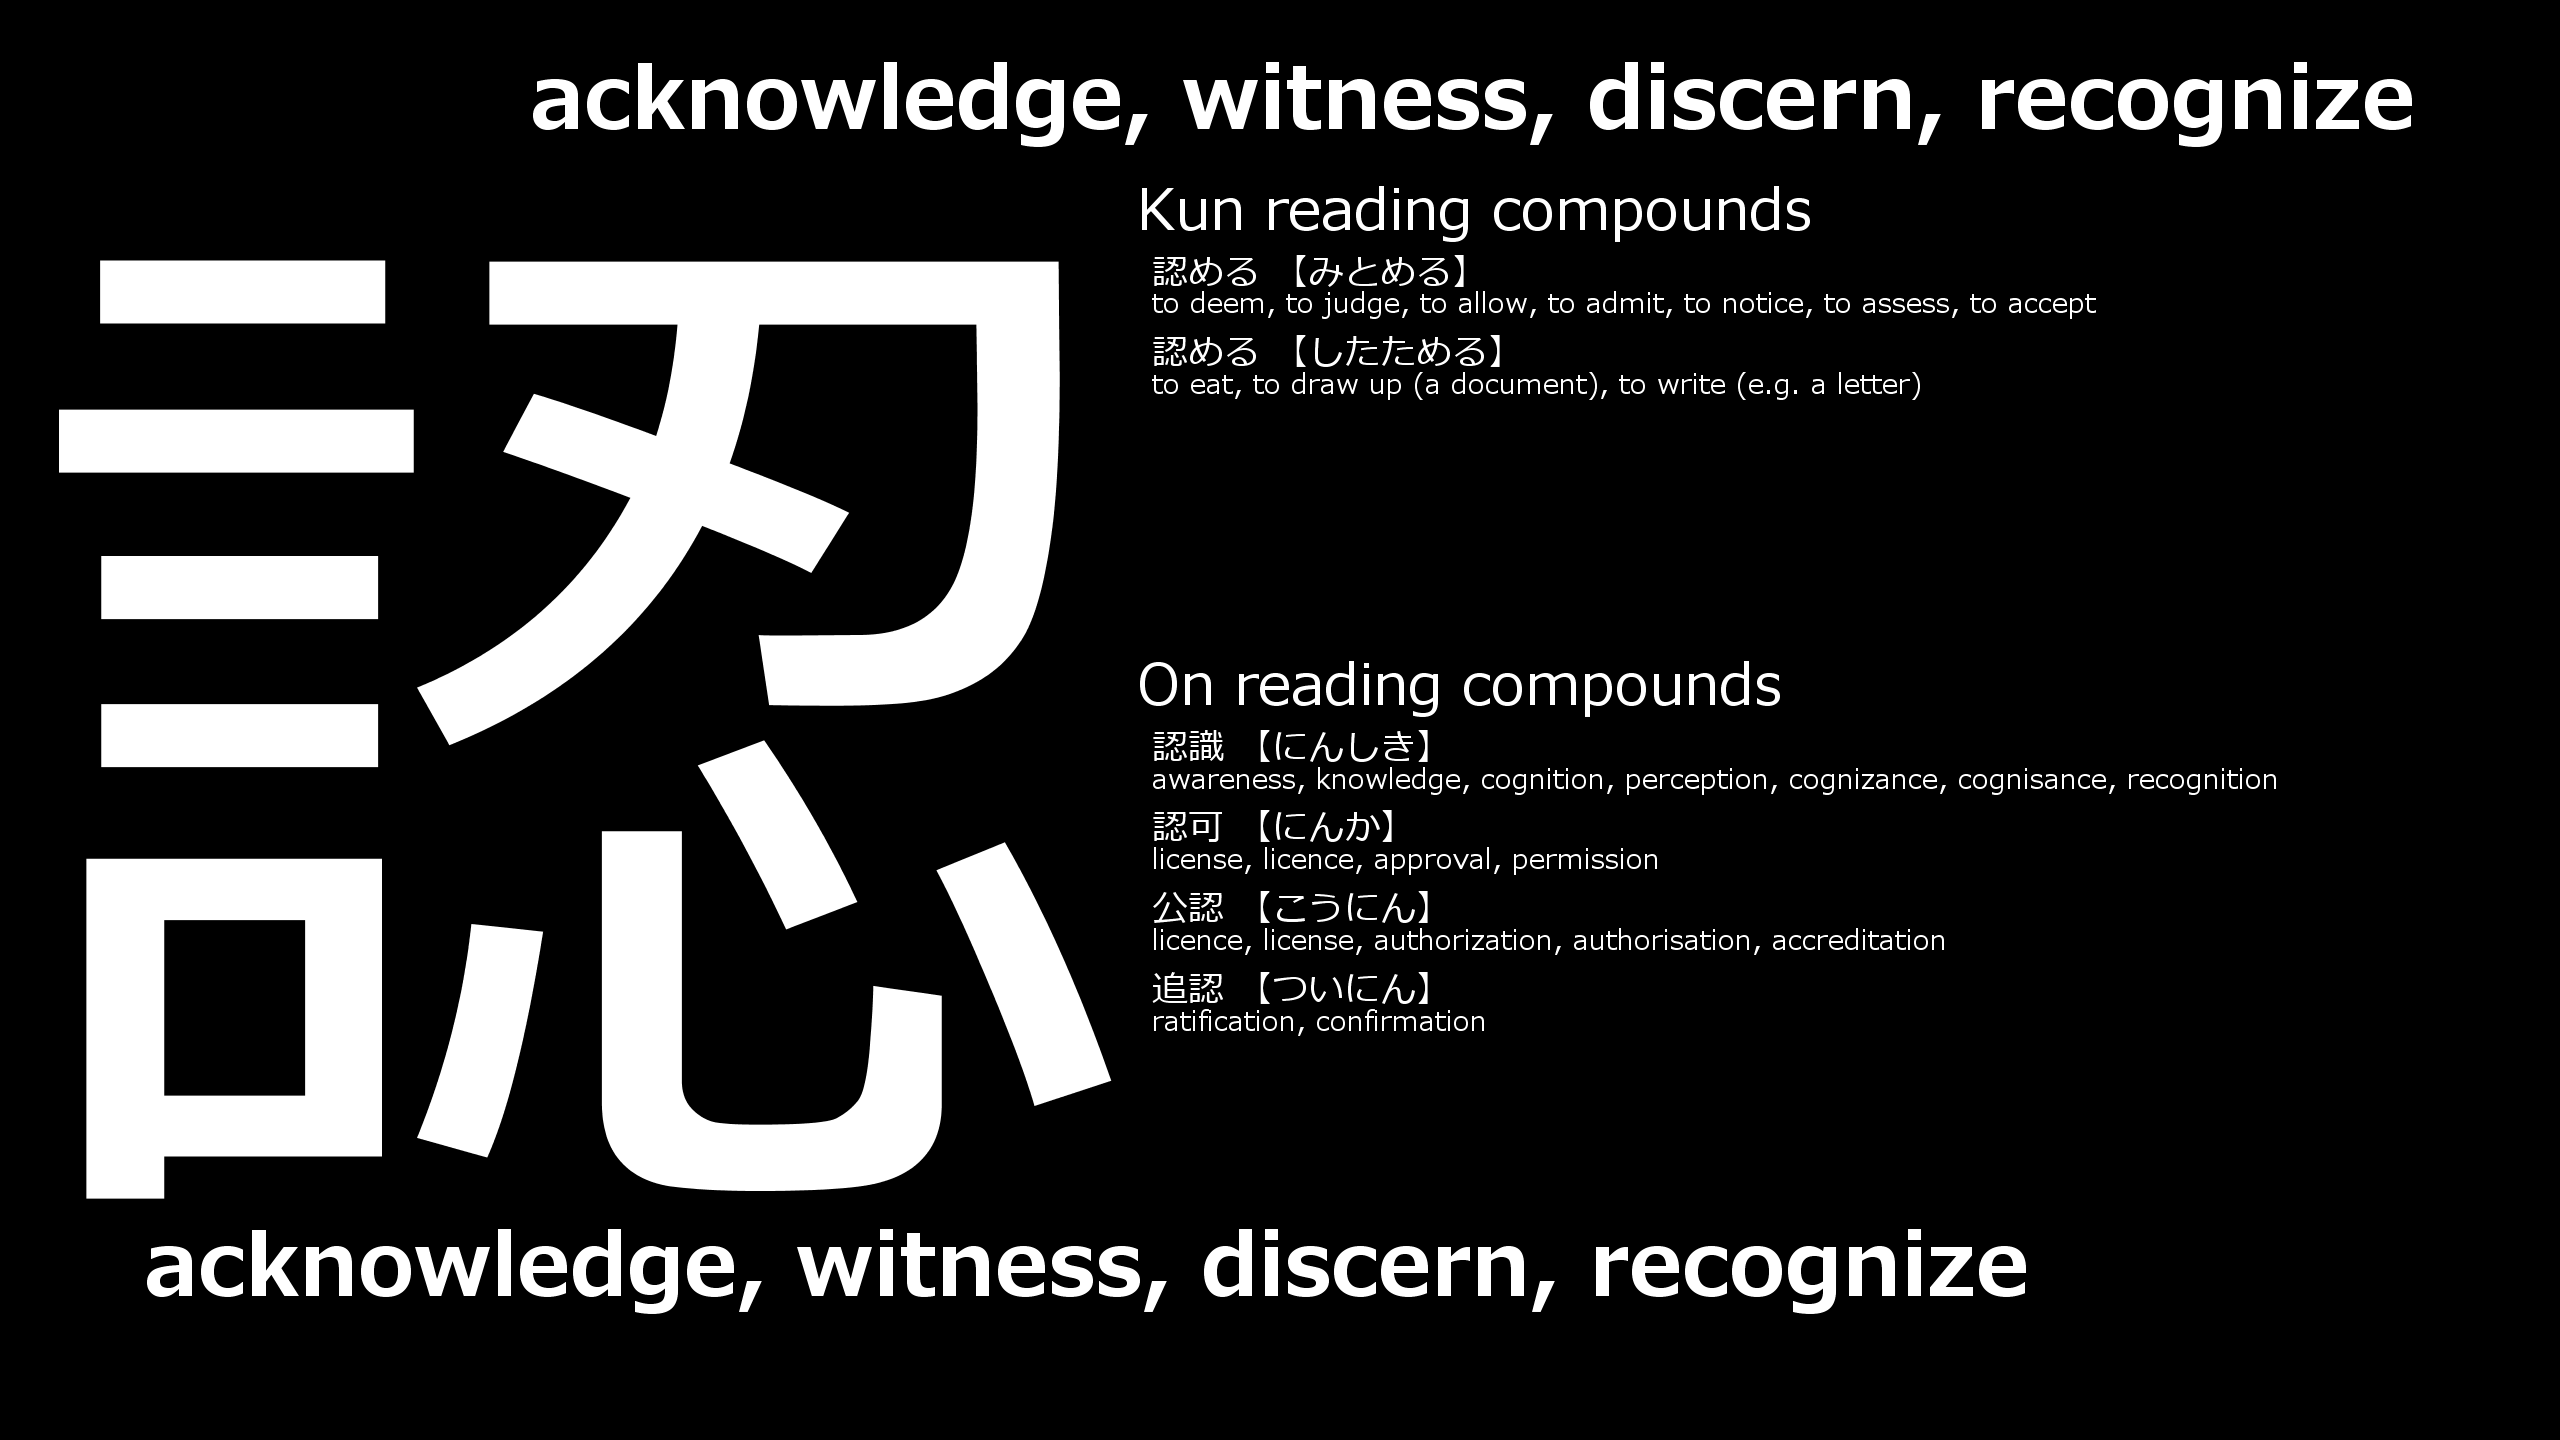 acknowledge, witness, discern, recognize
認
Kun reading compounds
認める 【みとめる】
to deem, to judge, to allow, to admit, to notice, to assess, to accept
認める 【したためる】
to eat, to draw up (a document), to write (e.g. a letter)
On reading compounds
認識 【にんしき】
awareness, knowledge, cognition, perception, cognizance, cognisance, recognition
認可 【にんか】
license, licence, approval, permission
公認 【こうにん】
licence, license, authorization, authorisation, accreditation
追認 【ついにん】
ratification, confirmation
acknowledge, witness, discern, recognize